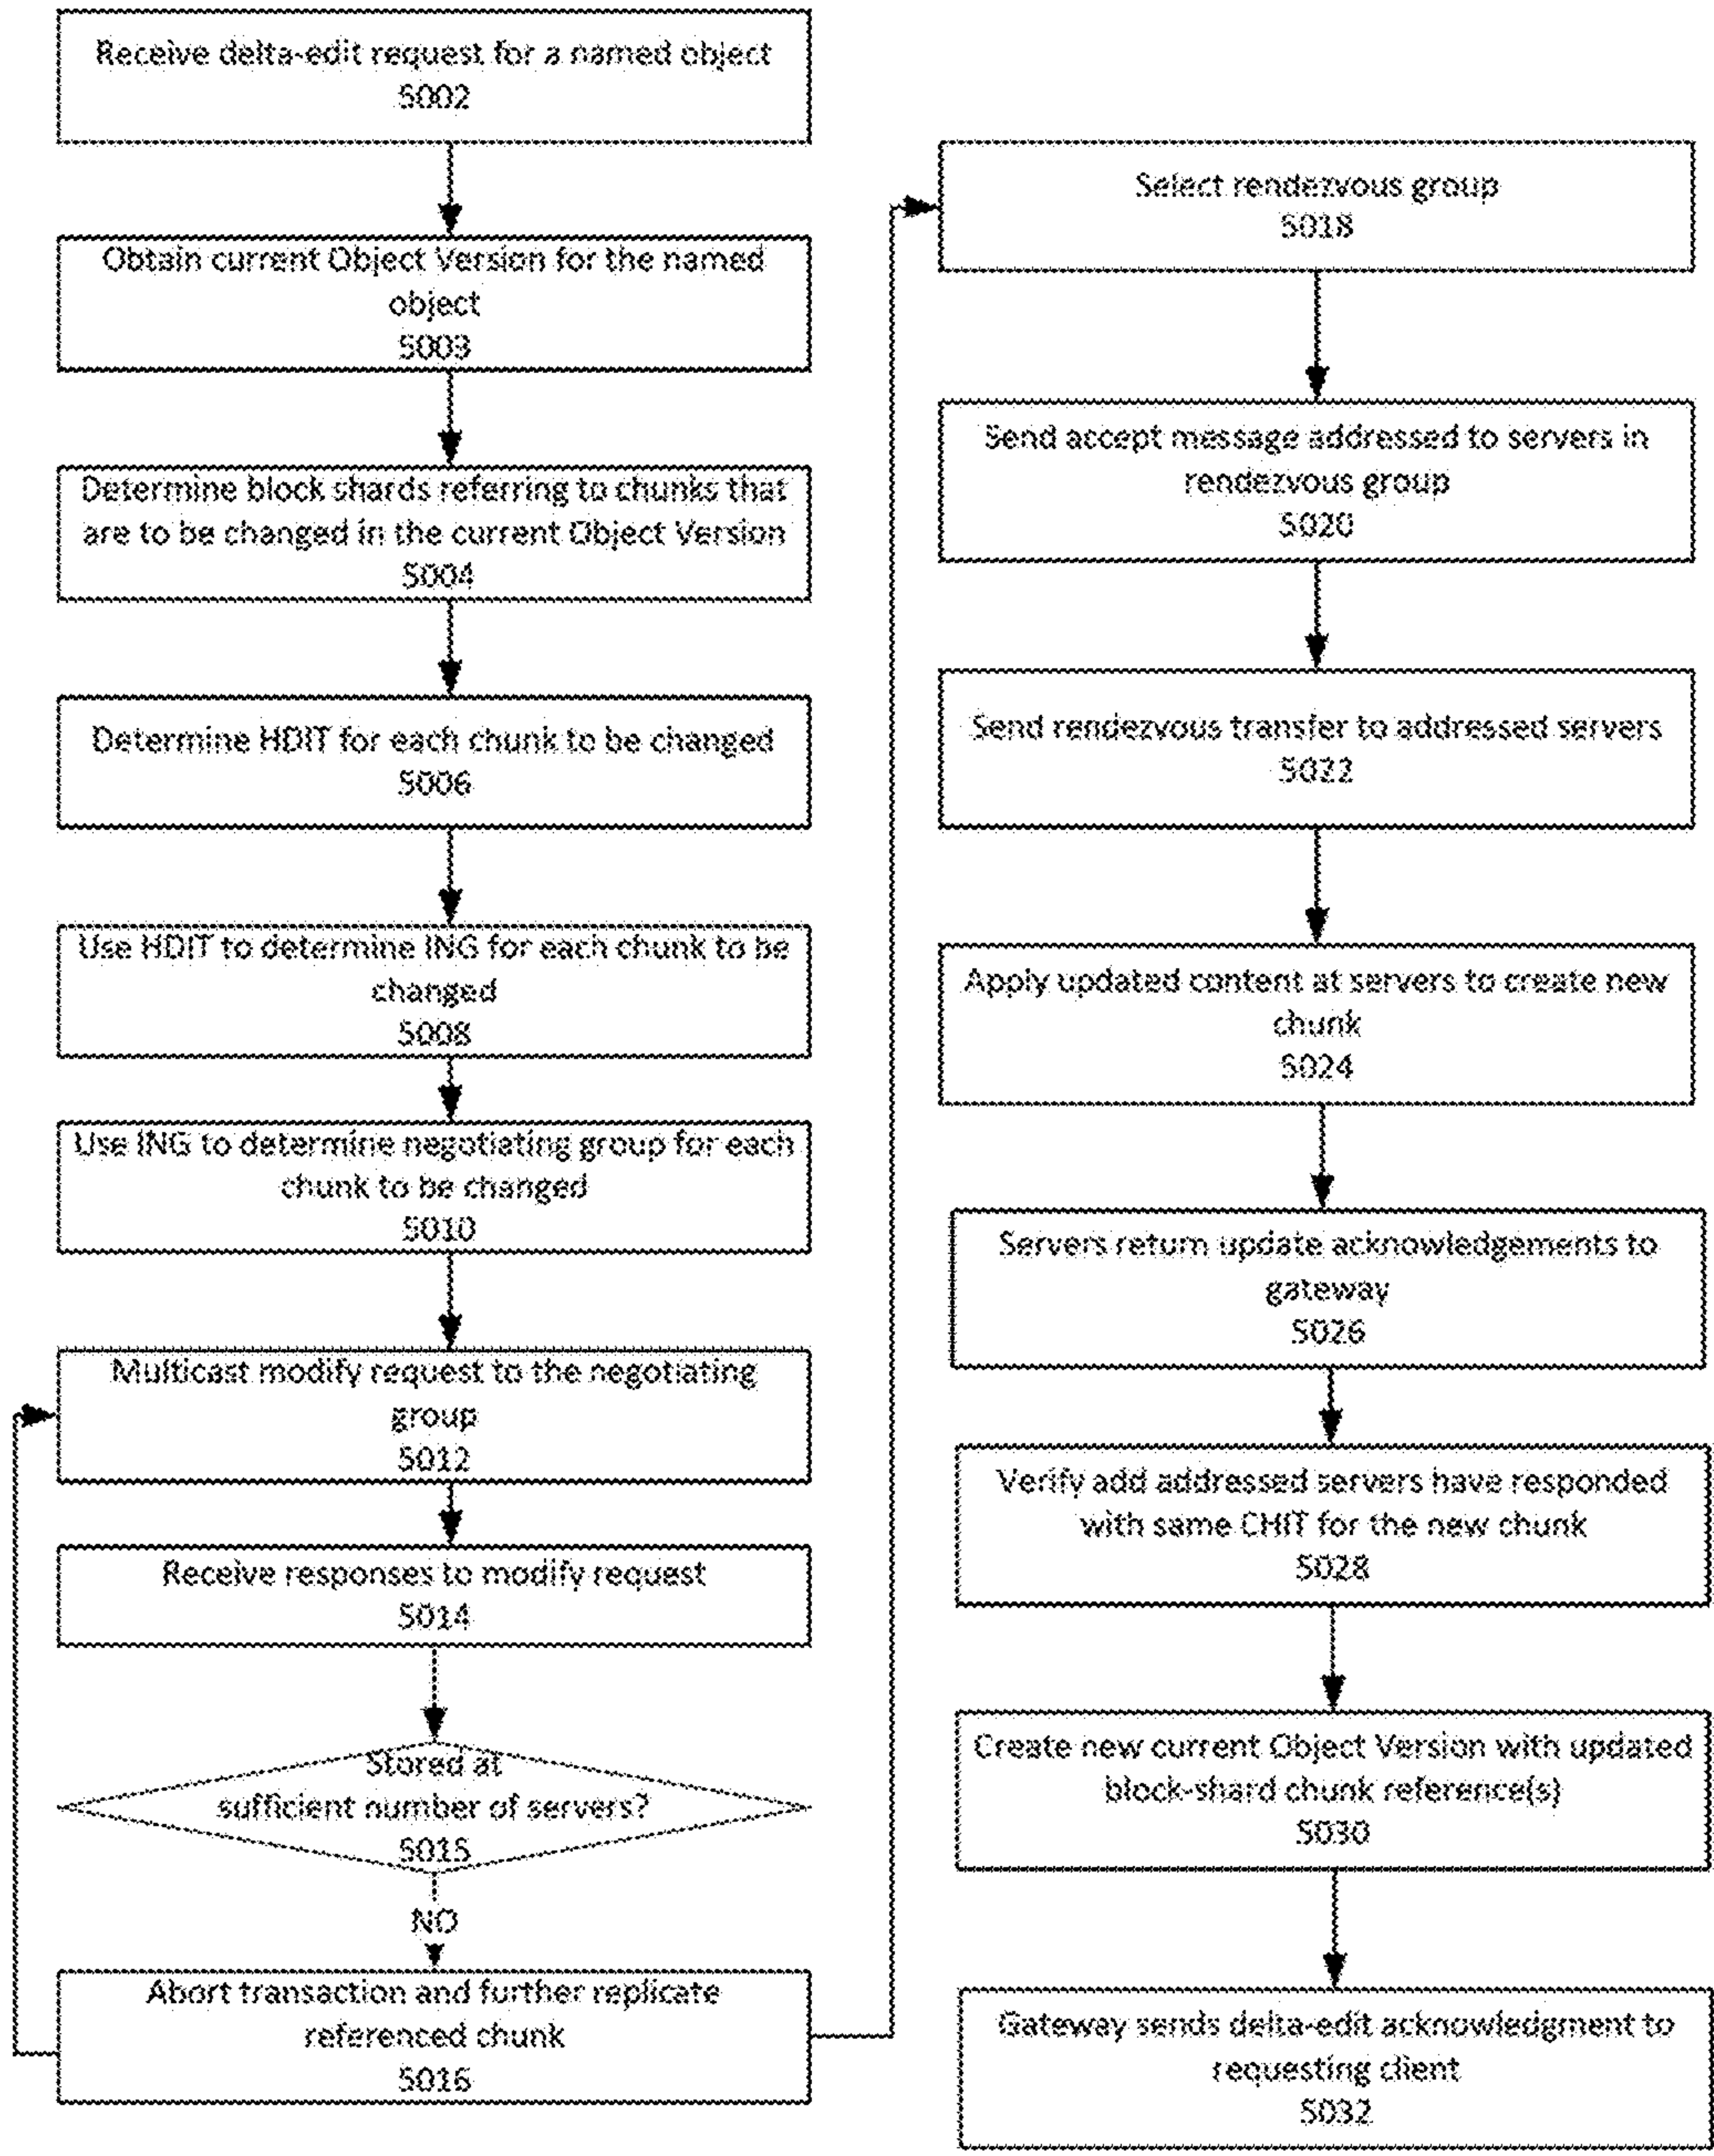 Receive delta-edit request for a named object
5002
Obtain current Object Version for the named
object
5003
Determine block shards referring to chunks that
are to be changed in the current Object Version
5004
Determine HDIT for each chunk to be changed
5006
Use HDIT to determine ING for each chunk to be
changed
5008
Use ING to determine negotiating group for each
chunk to be changed
5010
Multicast modify request to the negotiating
group
5012
Receive responses to modify request
5014
Stored at
sufficient number of servers?
5015
NO
Abort transaction and further replicate
referenced chunk
5016
Select rendezvous group
5018
Send accept message addressed to servers in
rendezvous group
5020
Send rendezvous transfer to addressed servers
5022
Apply updated content at servers to create new
chunk
5024
Servers return update acknowledgements to
gateway
5026
Verify add addressed servers have responded
with same CHIT for the new chunk
5028
Create new current Object Version with updated
block-shard chunk reference(s)
5030
Gateway sends delta-edit acknowledgment to
requesting client
5032